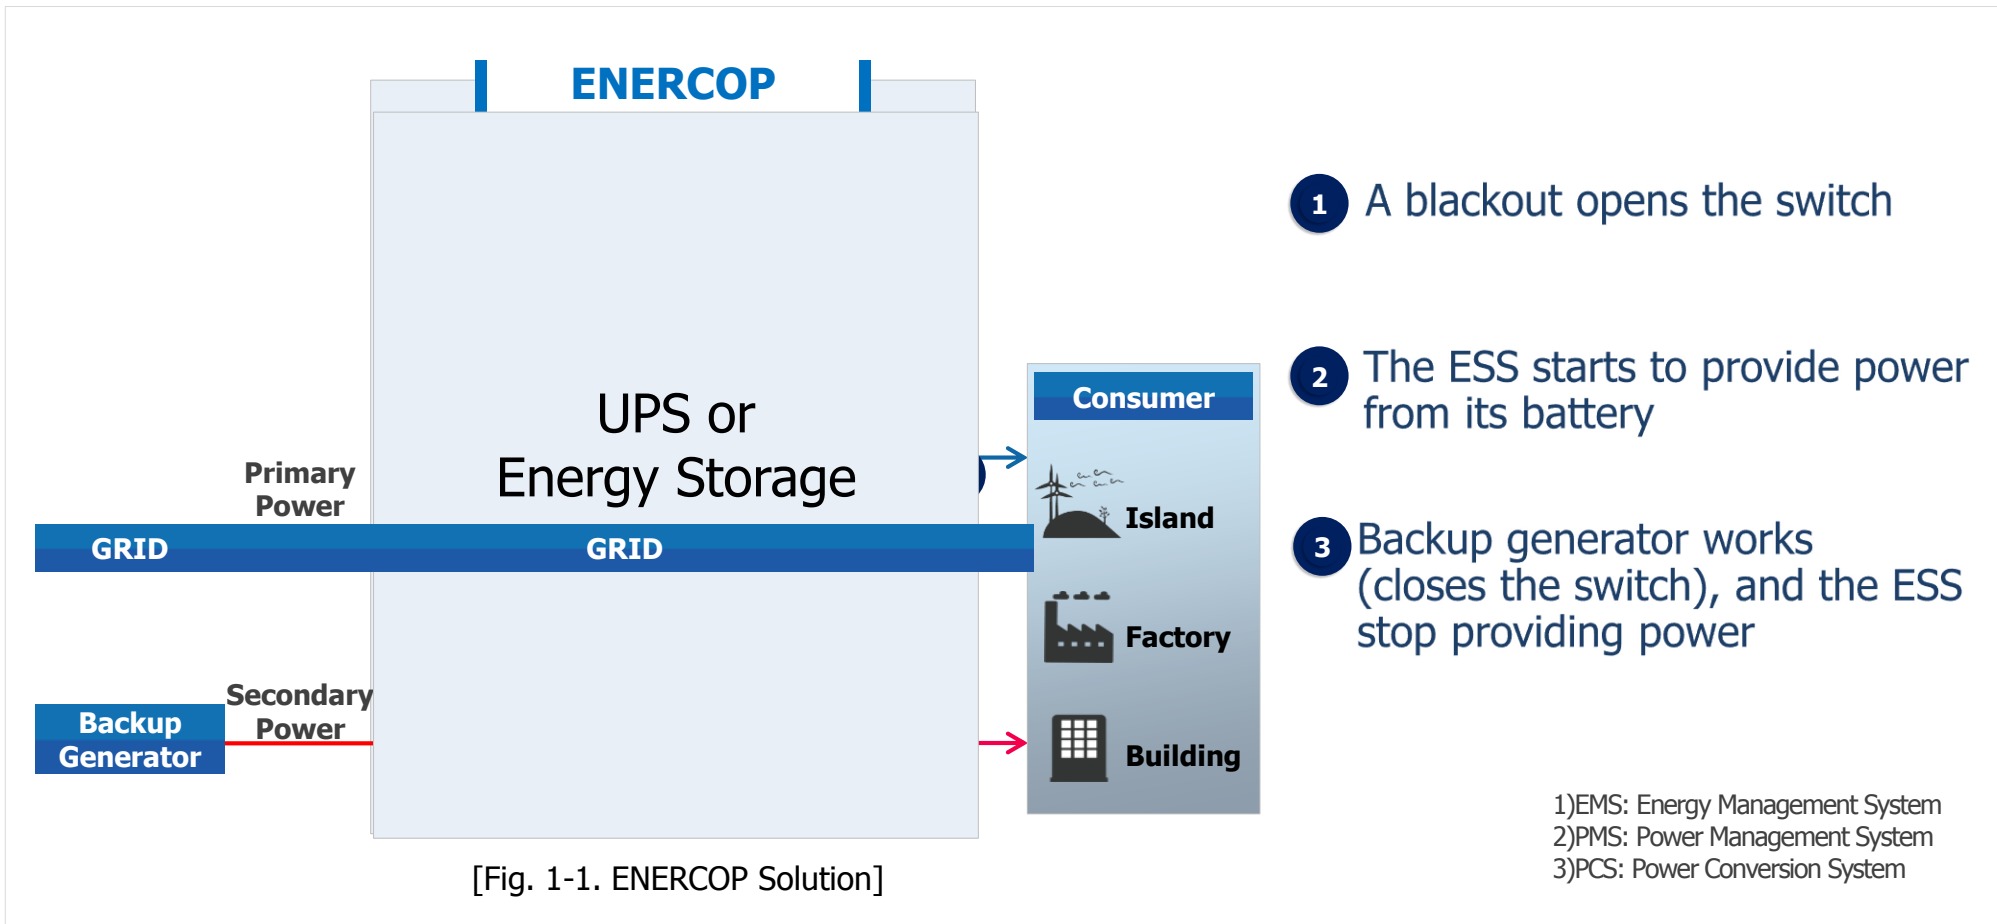 ENERCOP
UPS or
Energy Storage
Primary
Power
GRID
GRID
Secondary
Power
Backup
Generator
Consumer
Island
Factory
Building
[Fig. 1-1. ENERCOP Solution]
1
A blackout opens the switch
2
The ESS starts to provide power
from its battery
3
Backup generator works
(closes the switch), and the ESS
stop providing power
1)EMS: Energy Management System
2)PMS: Power Management System
3)PCS: Power Conversion System